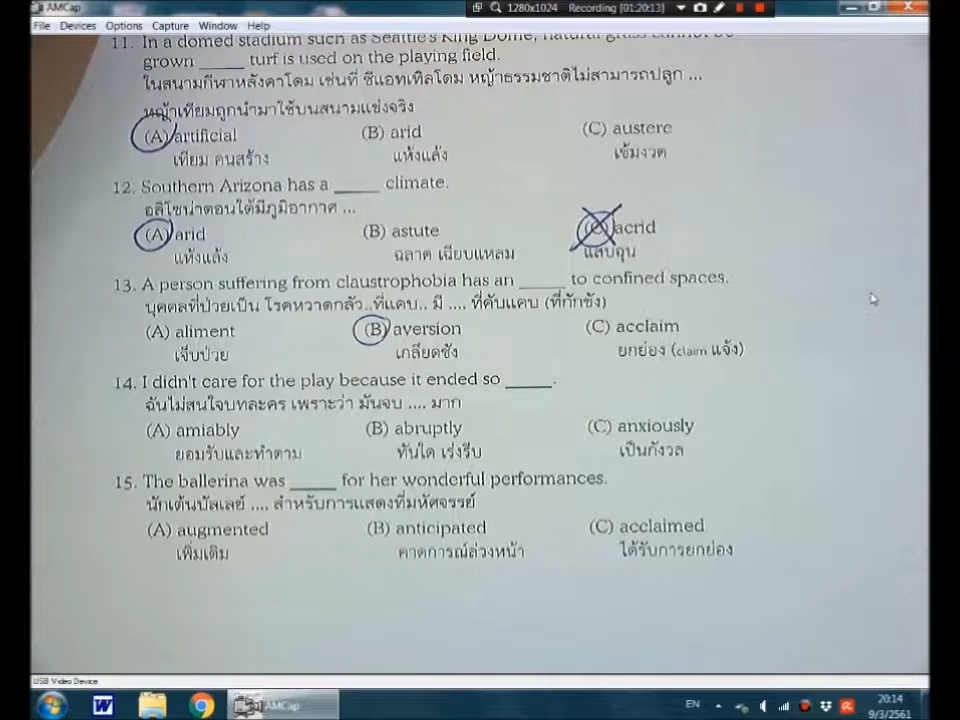 AMCap
1280x1024 Recording [01:20:13]
File Devices Options Capture Window Help
11. In a domed stadium such as Seattle's King Dome, natural grass cannot be
grown _____ turf is used on the playing field.
ในสนามกีฬาหลังคาโดม เช่นที่ ซีแอทเทิลโดม หญ้าธรรมชาติไม่สามารถปลูก ...
หญ้าเทียมถูกนำมาใช้บนสนามแข่งจริง
(A) artificial (B) arid (C) austere
เทียม คนสร้าง แห้งแล้ง เข้มงวด
12. Southern Arizona has a _____ climate.
อลิโซน่าตอนใต้มีภูมิอากาศ ...
(A) arid (B) astute (C) acrid
แห้งแล้ง ฉลาด เฉียบแหลม แสบฉุน
13. A person suffering from claustrophobia has an _____ to confined spaces.
บุคคลที่ป่วยเป็น โรคหวาดกลัว..ที่แคบ.. มี .... ที่คับแคบ (ที่กักขัง)
(A) aliment (B) aversion (C) acclaim
เจ็บป่วย เกลียดชัง ยกย่อง (claim แจ้ง)
14. I didn't care for the play because it ended so _____.
ฉันไม่สนใจบทละคร เพราะว่า มันจบ .... มาก
(A) amiably (B) abruptly (C) anxiously
ยอมรับและทำตาม ทันใด เร่งรีบ เป็นกังวล
15. The ballerina was _____ for her wonderful performances.
นักเต้นบัลเลย์ .... สำหรับการแสดงที่มหัศจรรย์
(A) augmented (B) anticipated (C) acclaimed
เพิ่มเติม คาดการณ์ล่วงหน้า ได้รับการยกย่อง
USB Video Device
AMCap
EN
20:14
9/3/2561